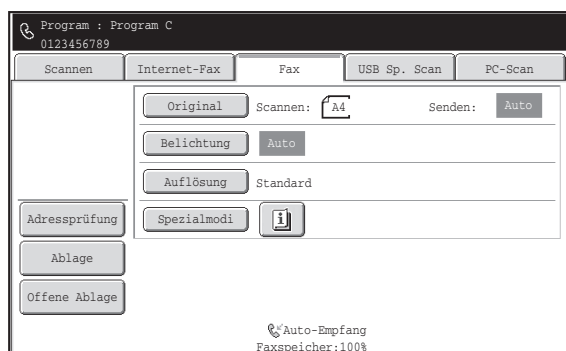 Program : Program C
0123456789
Scannen Internet-Fax Fax USB Sp. Scan PC-Scan
Original Scannen: A4 Senden: Auto
Belichtung Auto
Auflösung Standard
Adressprüfung Spezialmodi
Ablage
Offene Ablage
Auto-Empfang
Faxspeicher:100%